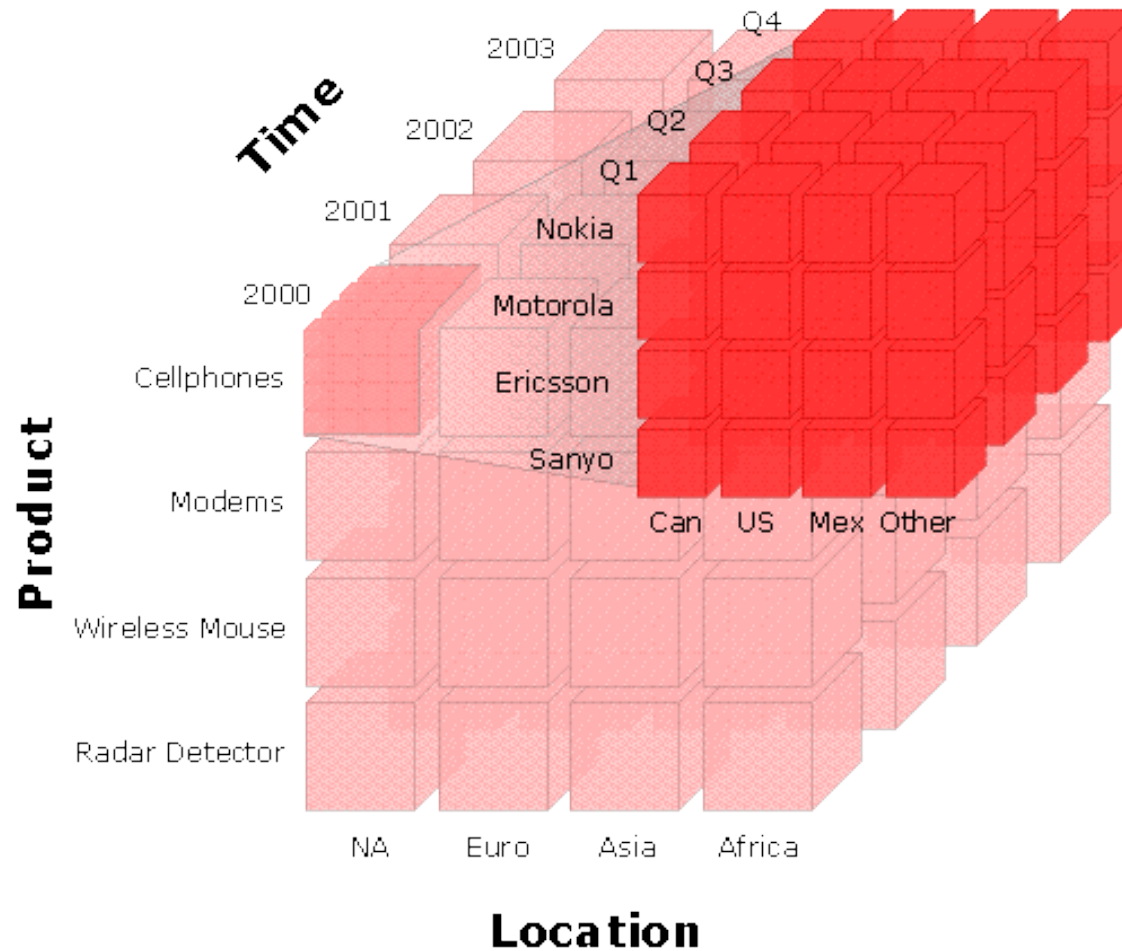 Q4
2003
Q3
Time
Q2
2002
Q1
2001
Nokia
2000
Motorola
Cellphones
Ericsson
Sanyo
Modems
Can US Mex Other
Product
Wireless Mouse
Radar Detector
NA Euro Asia Africa
Location